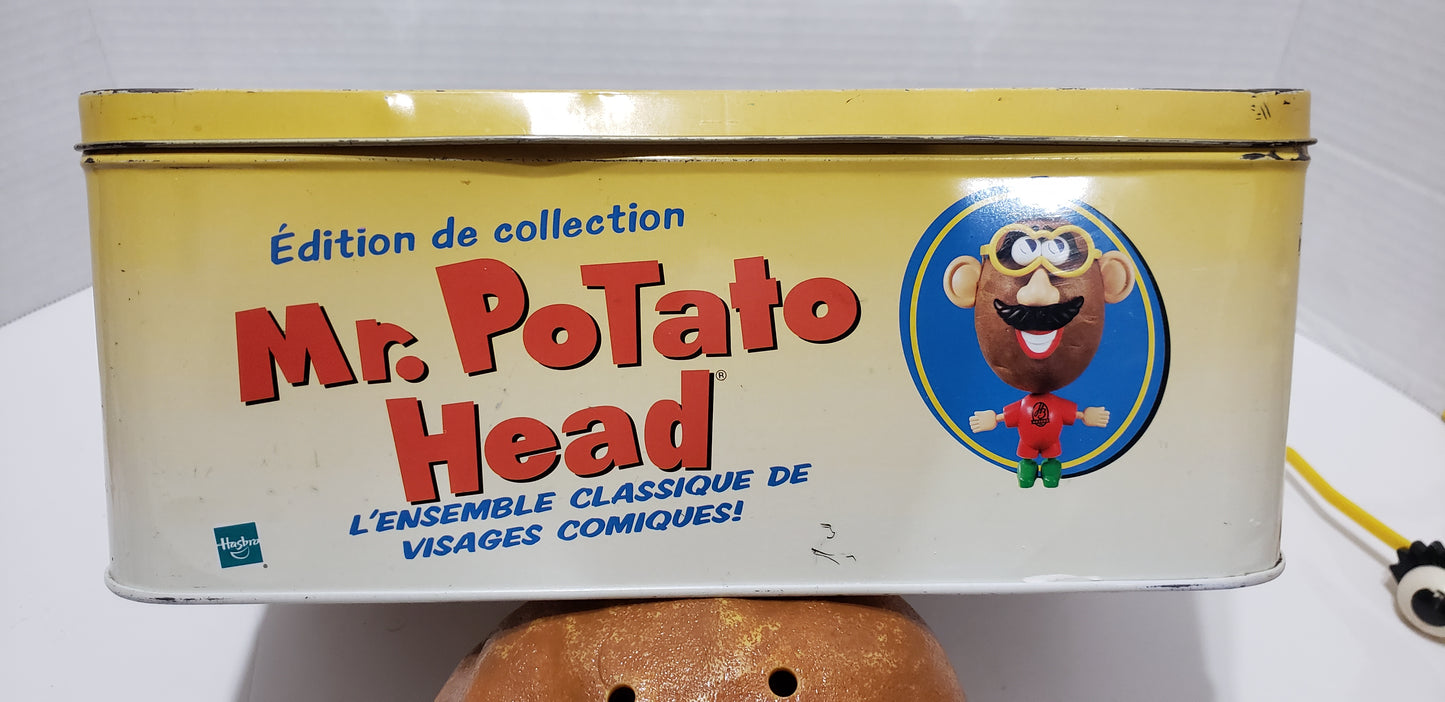 Édition de collection
Mr. PoTaTo
Head®
L'ENSEMBLE CLASSIQUE DE
VISAGES COMIQUES!
Hasbro